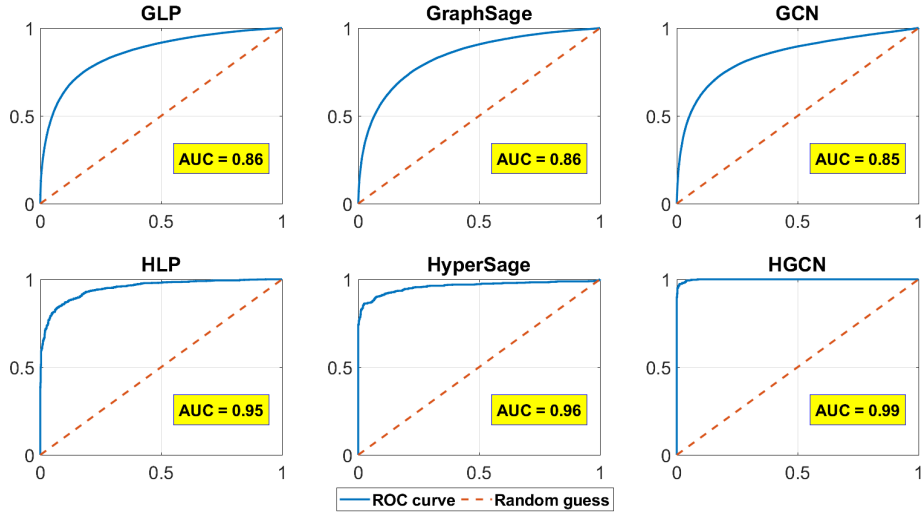 GLP
GraphSage
GCN
1
0.5
0
0
0.5
1
AUC = 0.86
1
0.5
0
0
0.5
1
AUC = 0.86
1
0.5
0
0
0.5
1
AUC = 0.85
HLP
HyperSage
HGCN
1
0.5
0
0
0.5
1
AUC = 0.95
1
0.5
0
0
0.5
1
AUC = 0.96
1
0.5
0
0
0.5
1
AUC = 0.99
ROC curve Random guess